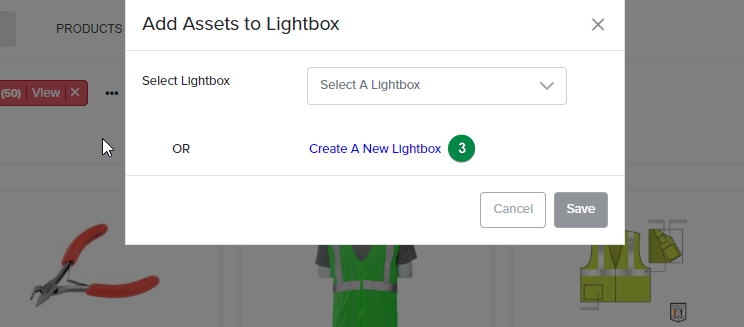 Add Assets to Lightbox
PRODUCTS
Select Lightbox
Select A Lightbox
(50) View
OR
Create A New Lightbox 3
Cancel
Save